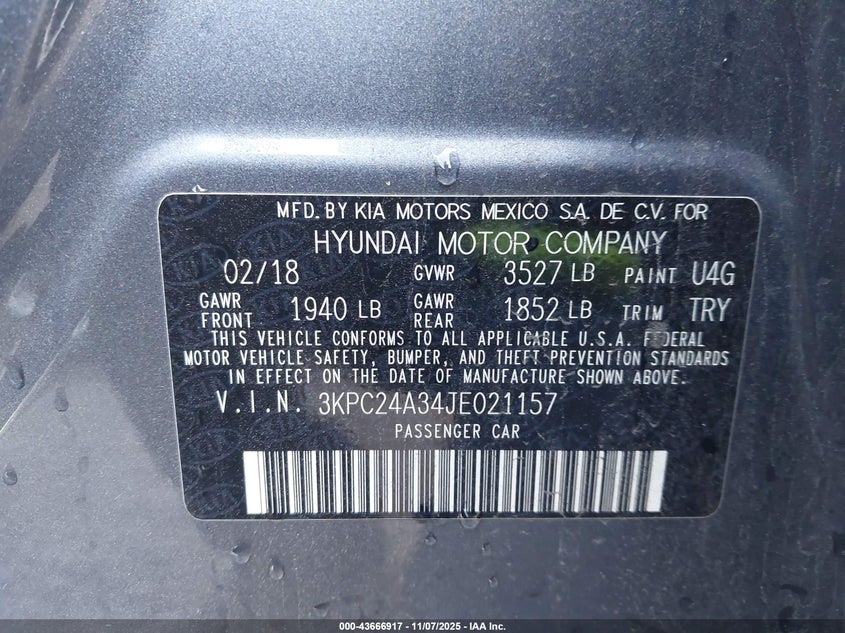 MFD. BY KIA MOTORS MEXICO S.A. DE C.V. FOR
HYUNDAI MOTOR COMPANY
02/18 GVWR 3527 LB PAINT U4G
GAWR FRONT 1940 LB GAWR REAR 1852 LB TRIM TRY
THIS VEHICLE CONFORMS TO ALL APPLICABLE U.S.A. FEDERAL
MOTOR VEHICLE SAFETY, BUMPER, AND THEFT PREVENTION STANDARDS
IN EFFECT ON THE DATE OF MANUFACTURE SHOWN ABOVE.
V.I.N. 3KPC24A34JE021157
PASSENGER CAR
000-43666917 - 11/07/2025 - IAA Inc.